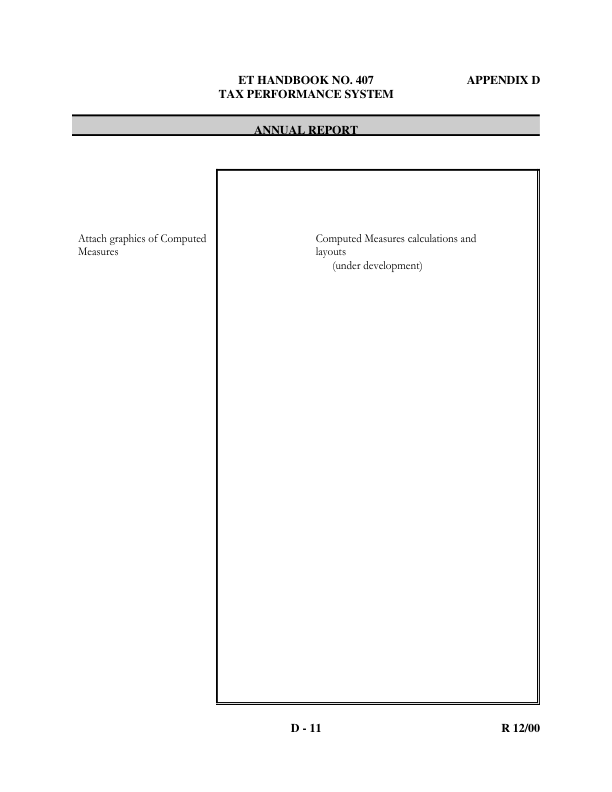 ET HANDBOOK NO. 407 APPENDIX D
TAX PERFORMANCE SYSTEM
ANNUAL REPORT
Attach graphics of Computed
Measures
Computed Measures calculations and
layouts
(under development)
D - 11 R 12/00